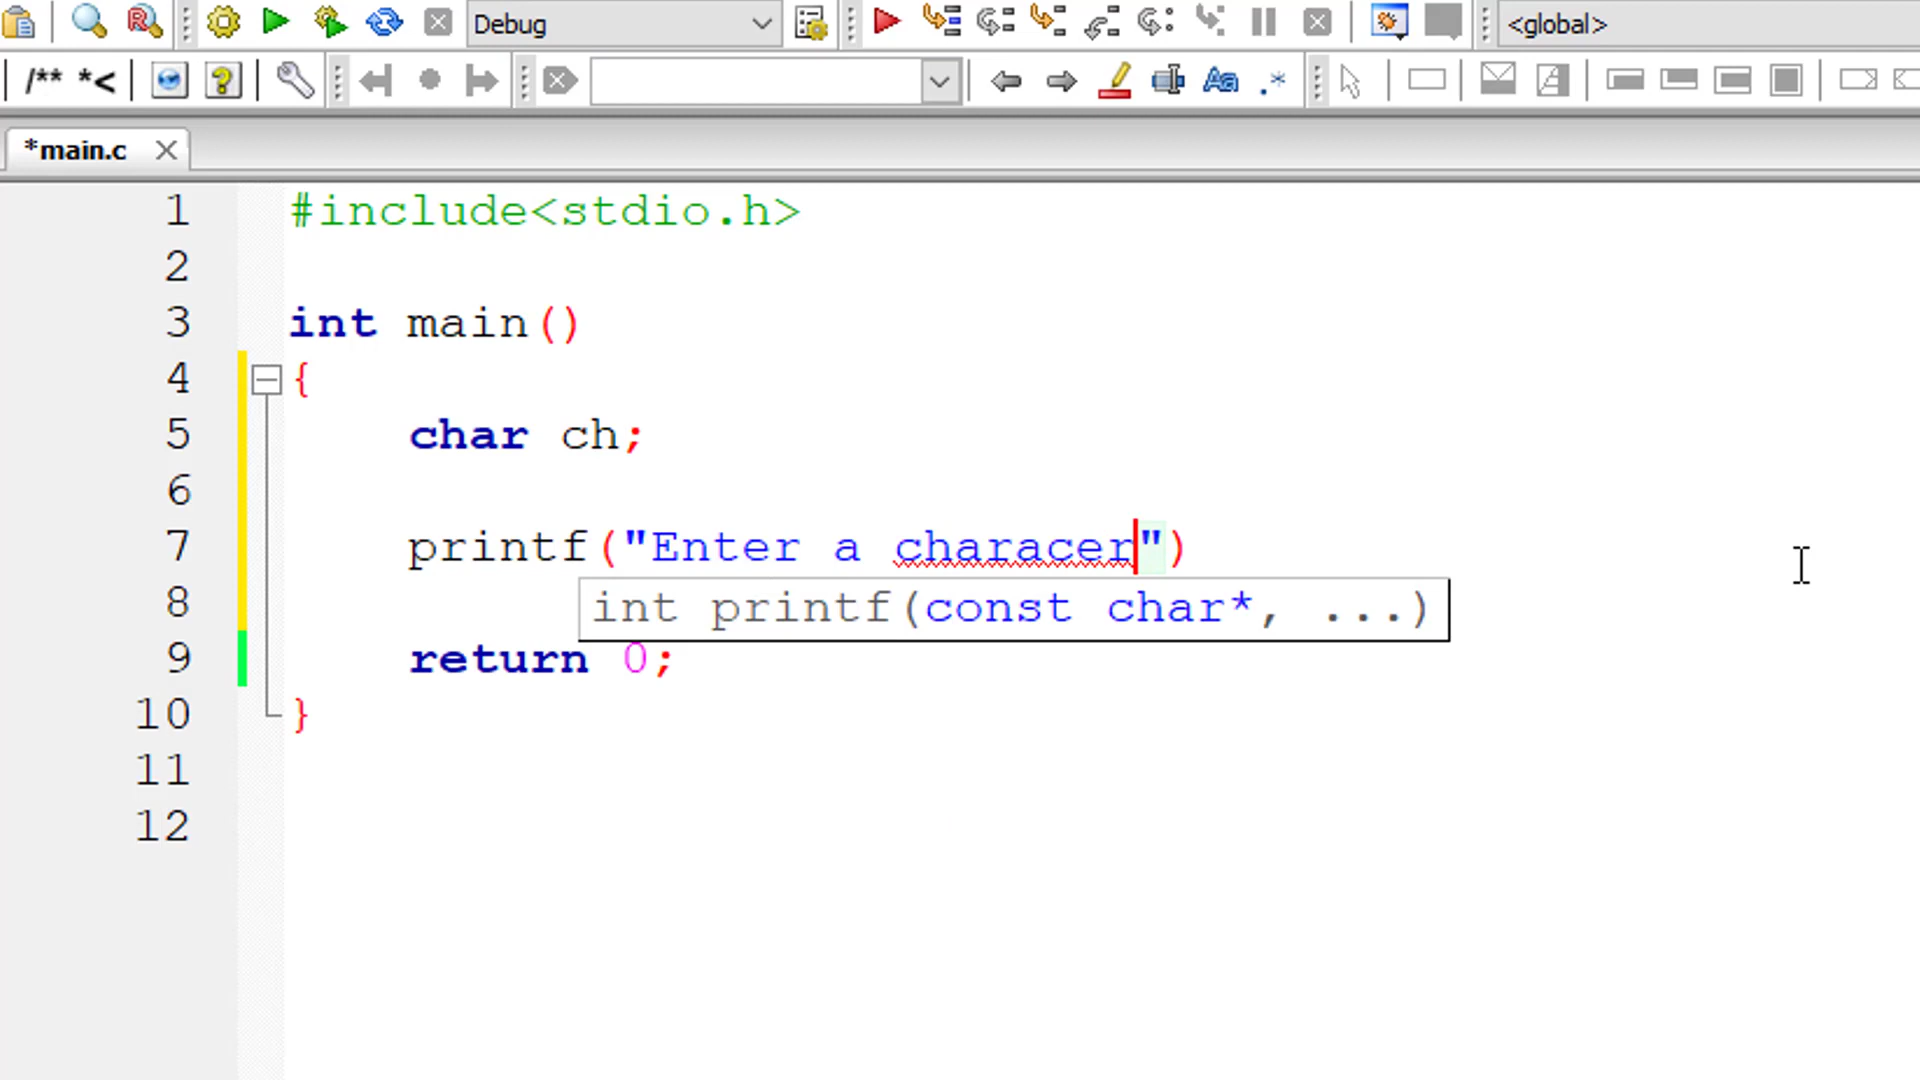 Debug
<global>
/** *<
Aa .*
*main.c
1 #include<stdio.h>
2
3 int main()
4 {
5 char ch;
6
7 printf("Enter a characer")
8 int printf(const char*, ...)
9 return 0;
10 }
11
12